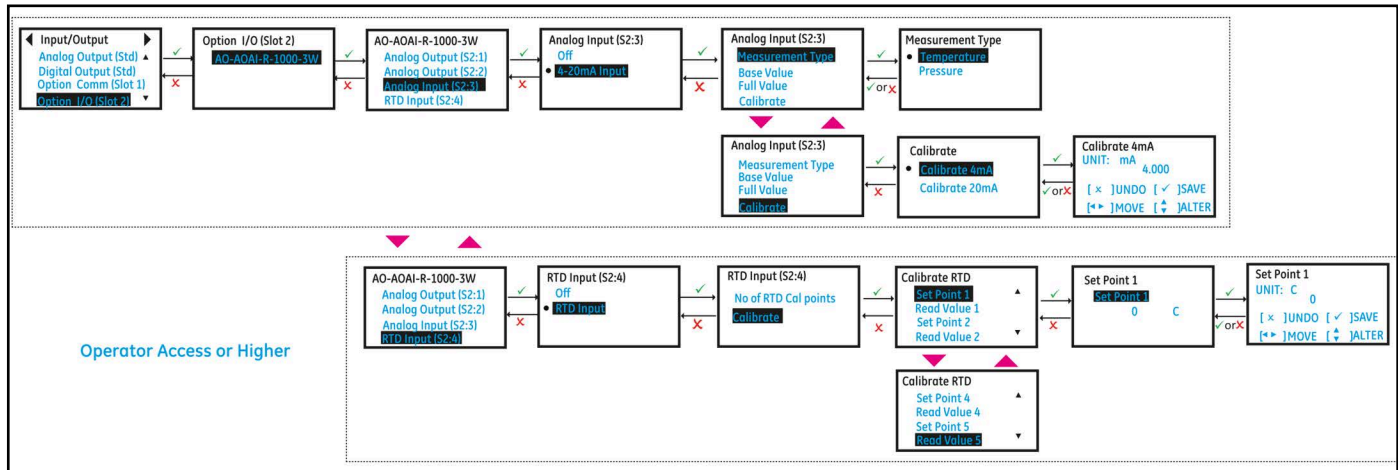 Input/Output
Analog Output (Std)
Digital Output (Std)
Option Comm (Slot 1)
Option I/O (Slot 2)
Option I/O (Slot 2)
AO-AOAI-R-1000-3W
AO-AOAI-R-1000-3W
Analog Output (S2:1)
Analog Output (S2:2)
Analog Input (S2:3)
RTD Input (S2:4)
Analog Input (S2:3)
Off
4-20mA Input
Analog Input (S2:3)
Measurement Type
Base Value
Full Value
Calibrate
✓orx
Measurement Type
Temperature
Pressure
Analog Input (S2:3)
Measurement Type
Base Value
Full Value
Calibrate
Calibrate
Calibrate 4mA
Calibrate 20mA
✓orx
Calibrate 4mA
UNIT: mA
4.000
[ x ]UNDO [ ✓ ]SAVE
[◄►]MOVE [▲▼]ALTER
AO-AOAI-R-1000-3W
Analog Output (S2:1)
Analog Output (S2:2)
Analog Input (S2:3)
RTD Input (S2:4)
RTD Input (S2:4)
Off
RTD Input
RTD Input (S2:4)
No of RTD Cal points
Calibrate
Calibrate RTD
Set Point 1
Read Value 1
Set Point 2
Read Value 2
Set Point 1
Set Point 1
0 C
✓orx
Set Point 1
UNIT: C
0
[ x ]UNDO [ ✓ ]SAVE
[◄►]MOVE [▲▼]ALTER
Operator Access or Higher
Calibrate RTD
Set Point 4
Read Value 4
Set Point 5
Read Value 5